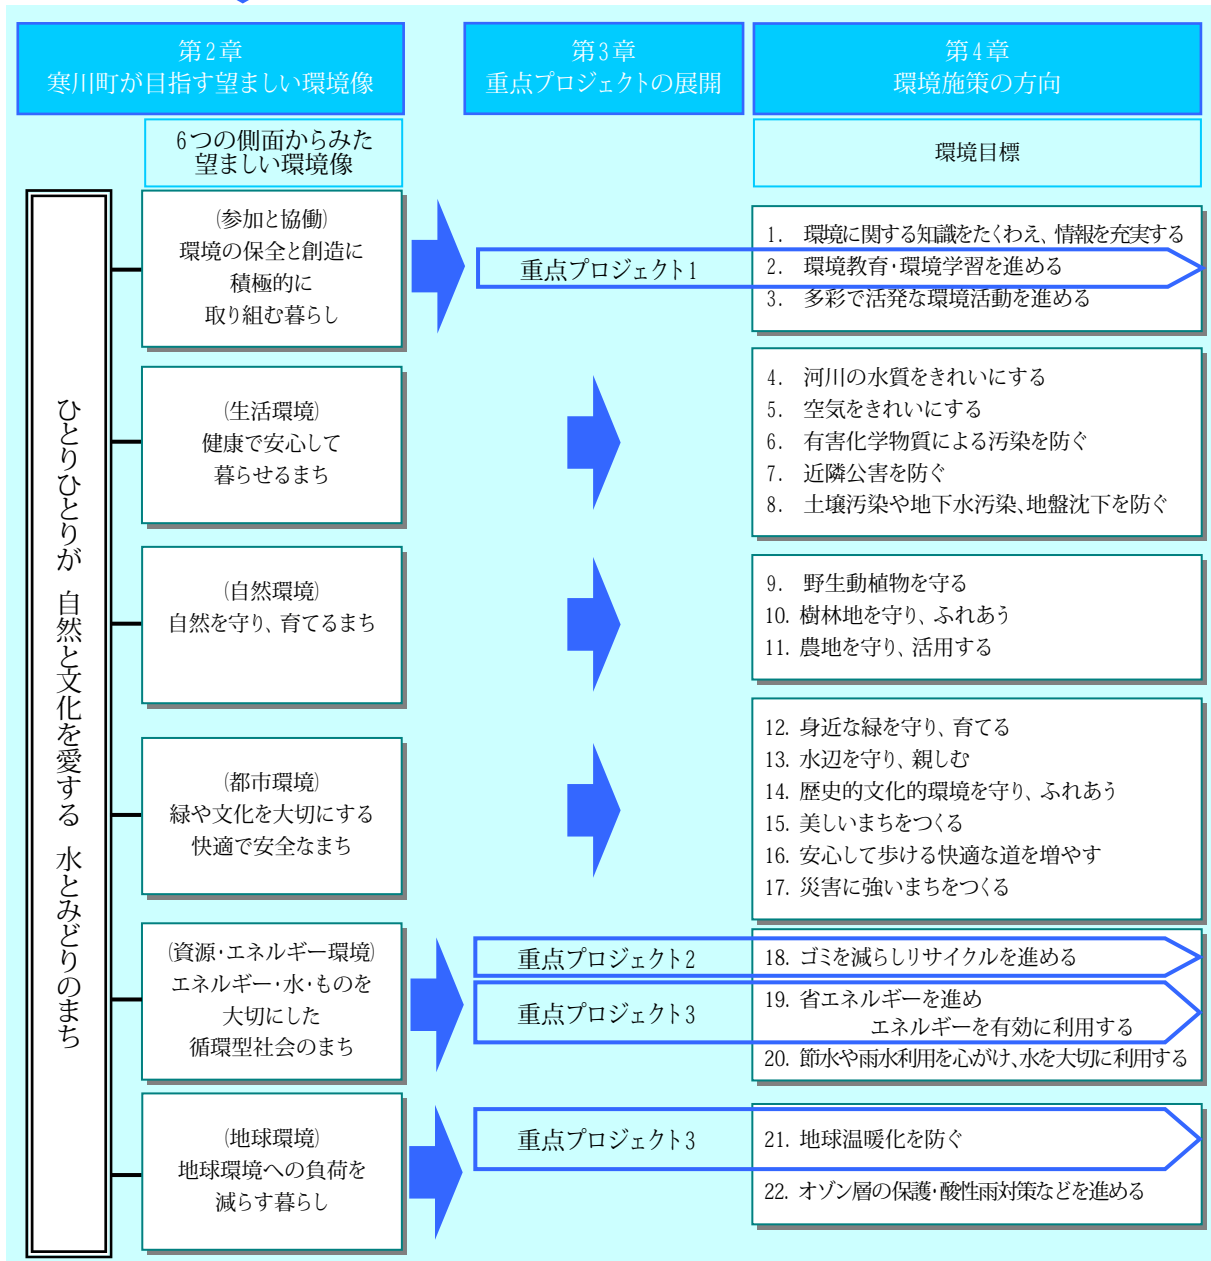 第2章
寒川町が目指す望ましい環境像
第3章
重点プロジェクトの展開
第4章
環境施策の方向
6つの側面からみた
望ましい環境像
環境目標
ひとりひとりが 自然と文化を愛する 水とみどりのまち
(参加と協働)
環境の保全と創造に
積極的に
取り組む暮らし
重点プロジェクト1
1. 環境に関する知識をたくわえ、情報を充実する
2. 環境教育・環境学習を進める
3. 多彩で活発な環境活動を進める
(生活環境)
健康で安心して
暮らせるまち
4. 河川の水質をきれいにする
5. 空気をきれいにする
6. 有害化学物質による汚染を防ぐ
7. 近隣公害を防ぐ
8. 土壌汚染や地下水汚染、地盤沈下を防ぐ
(自然環境)
自然を守り、育てるまち
9. 野生動植物を守る
10. 樹林地を守り、ふれあう
11. 農地を守り、活用する
(都市環境)
緑や文化を大切にする
快適で安全なまち
12. 身近な緑を守り、育てる
13. 水辺を守り、親しむ
14. 歴史的文化的環境を守り、ふれあう
15. 美しいまちをつくる
16. 安心して歩ける快適な道を増やす
17. 災害に強いまちをつくる
(資源・エネルギー環境)
エネルギー・水・ものを
大切にした
循環型社会のまち
重点プロジェクト2
18. ゴミを減らしリサイクルを進める
重点プロジェクト3
19. 省エネルギーを進め
エネルギーを有効に利用する
20. 節水や雨水利用を心がけ、水を大切に利用する
(地球環境)
地球環境への負荷を
減らす暮らし
重点プロジェクト3
21. 地球温暖化を防ぐ
22. オゾン層の保護・酸性雨対策などを進める